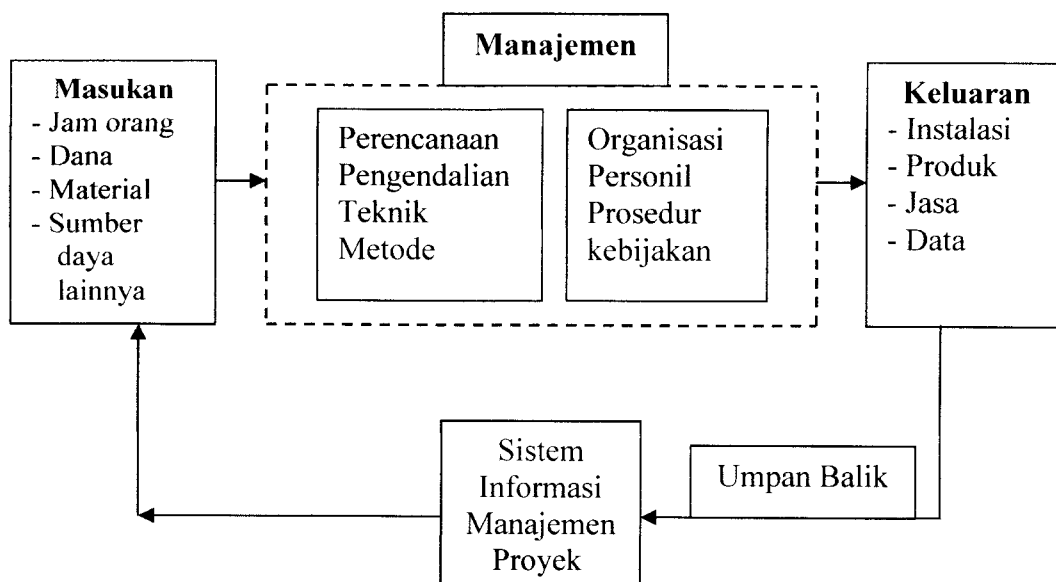 Manajemen
Masukan
- Jam orang
- Dana
- Material
- Sumber
daya
lainnya
Perencanaan
Pengendalian
Teknik
Metode
Organisasi
Personil
Prosedur
kebijakan
Keluaran
- Instalasi
- Produk
- Jasa
- Data
Sistem
Informasi
Manajemen
Proyek
Umpan Balik